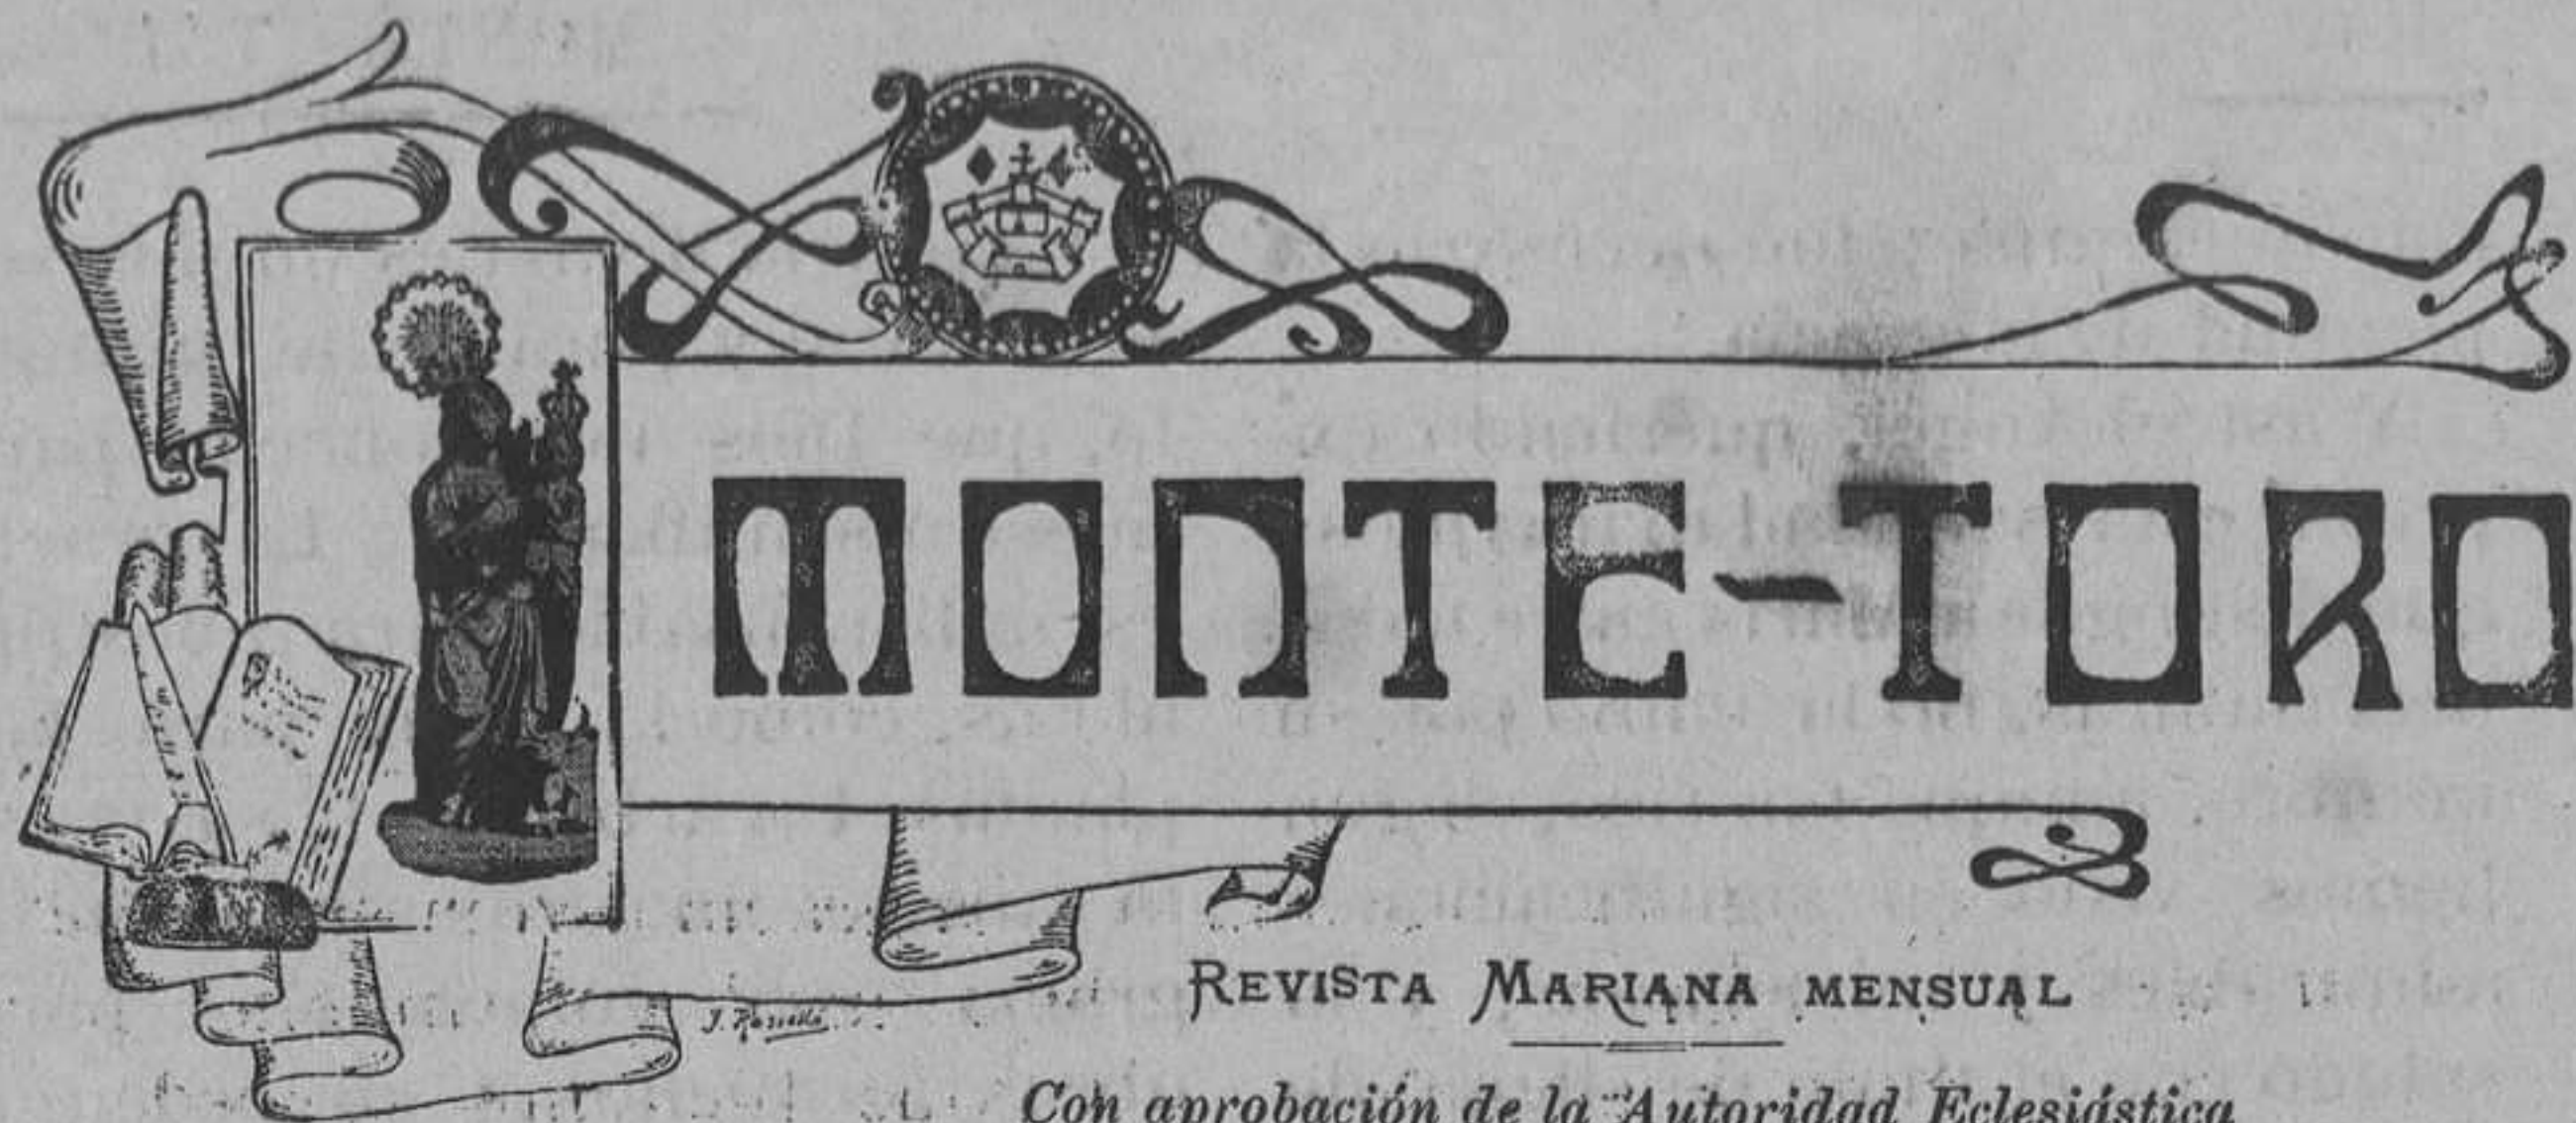 MONTE-TORO
REVISTA MARIANA MENSUAL
Con aprobación de la Autoridad Eclesiástica